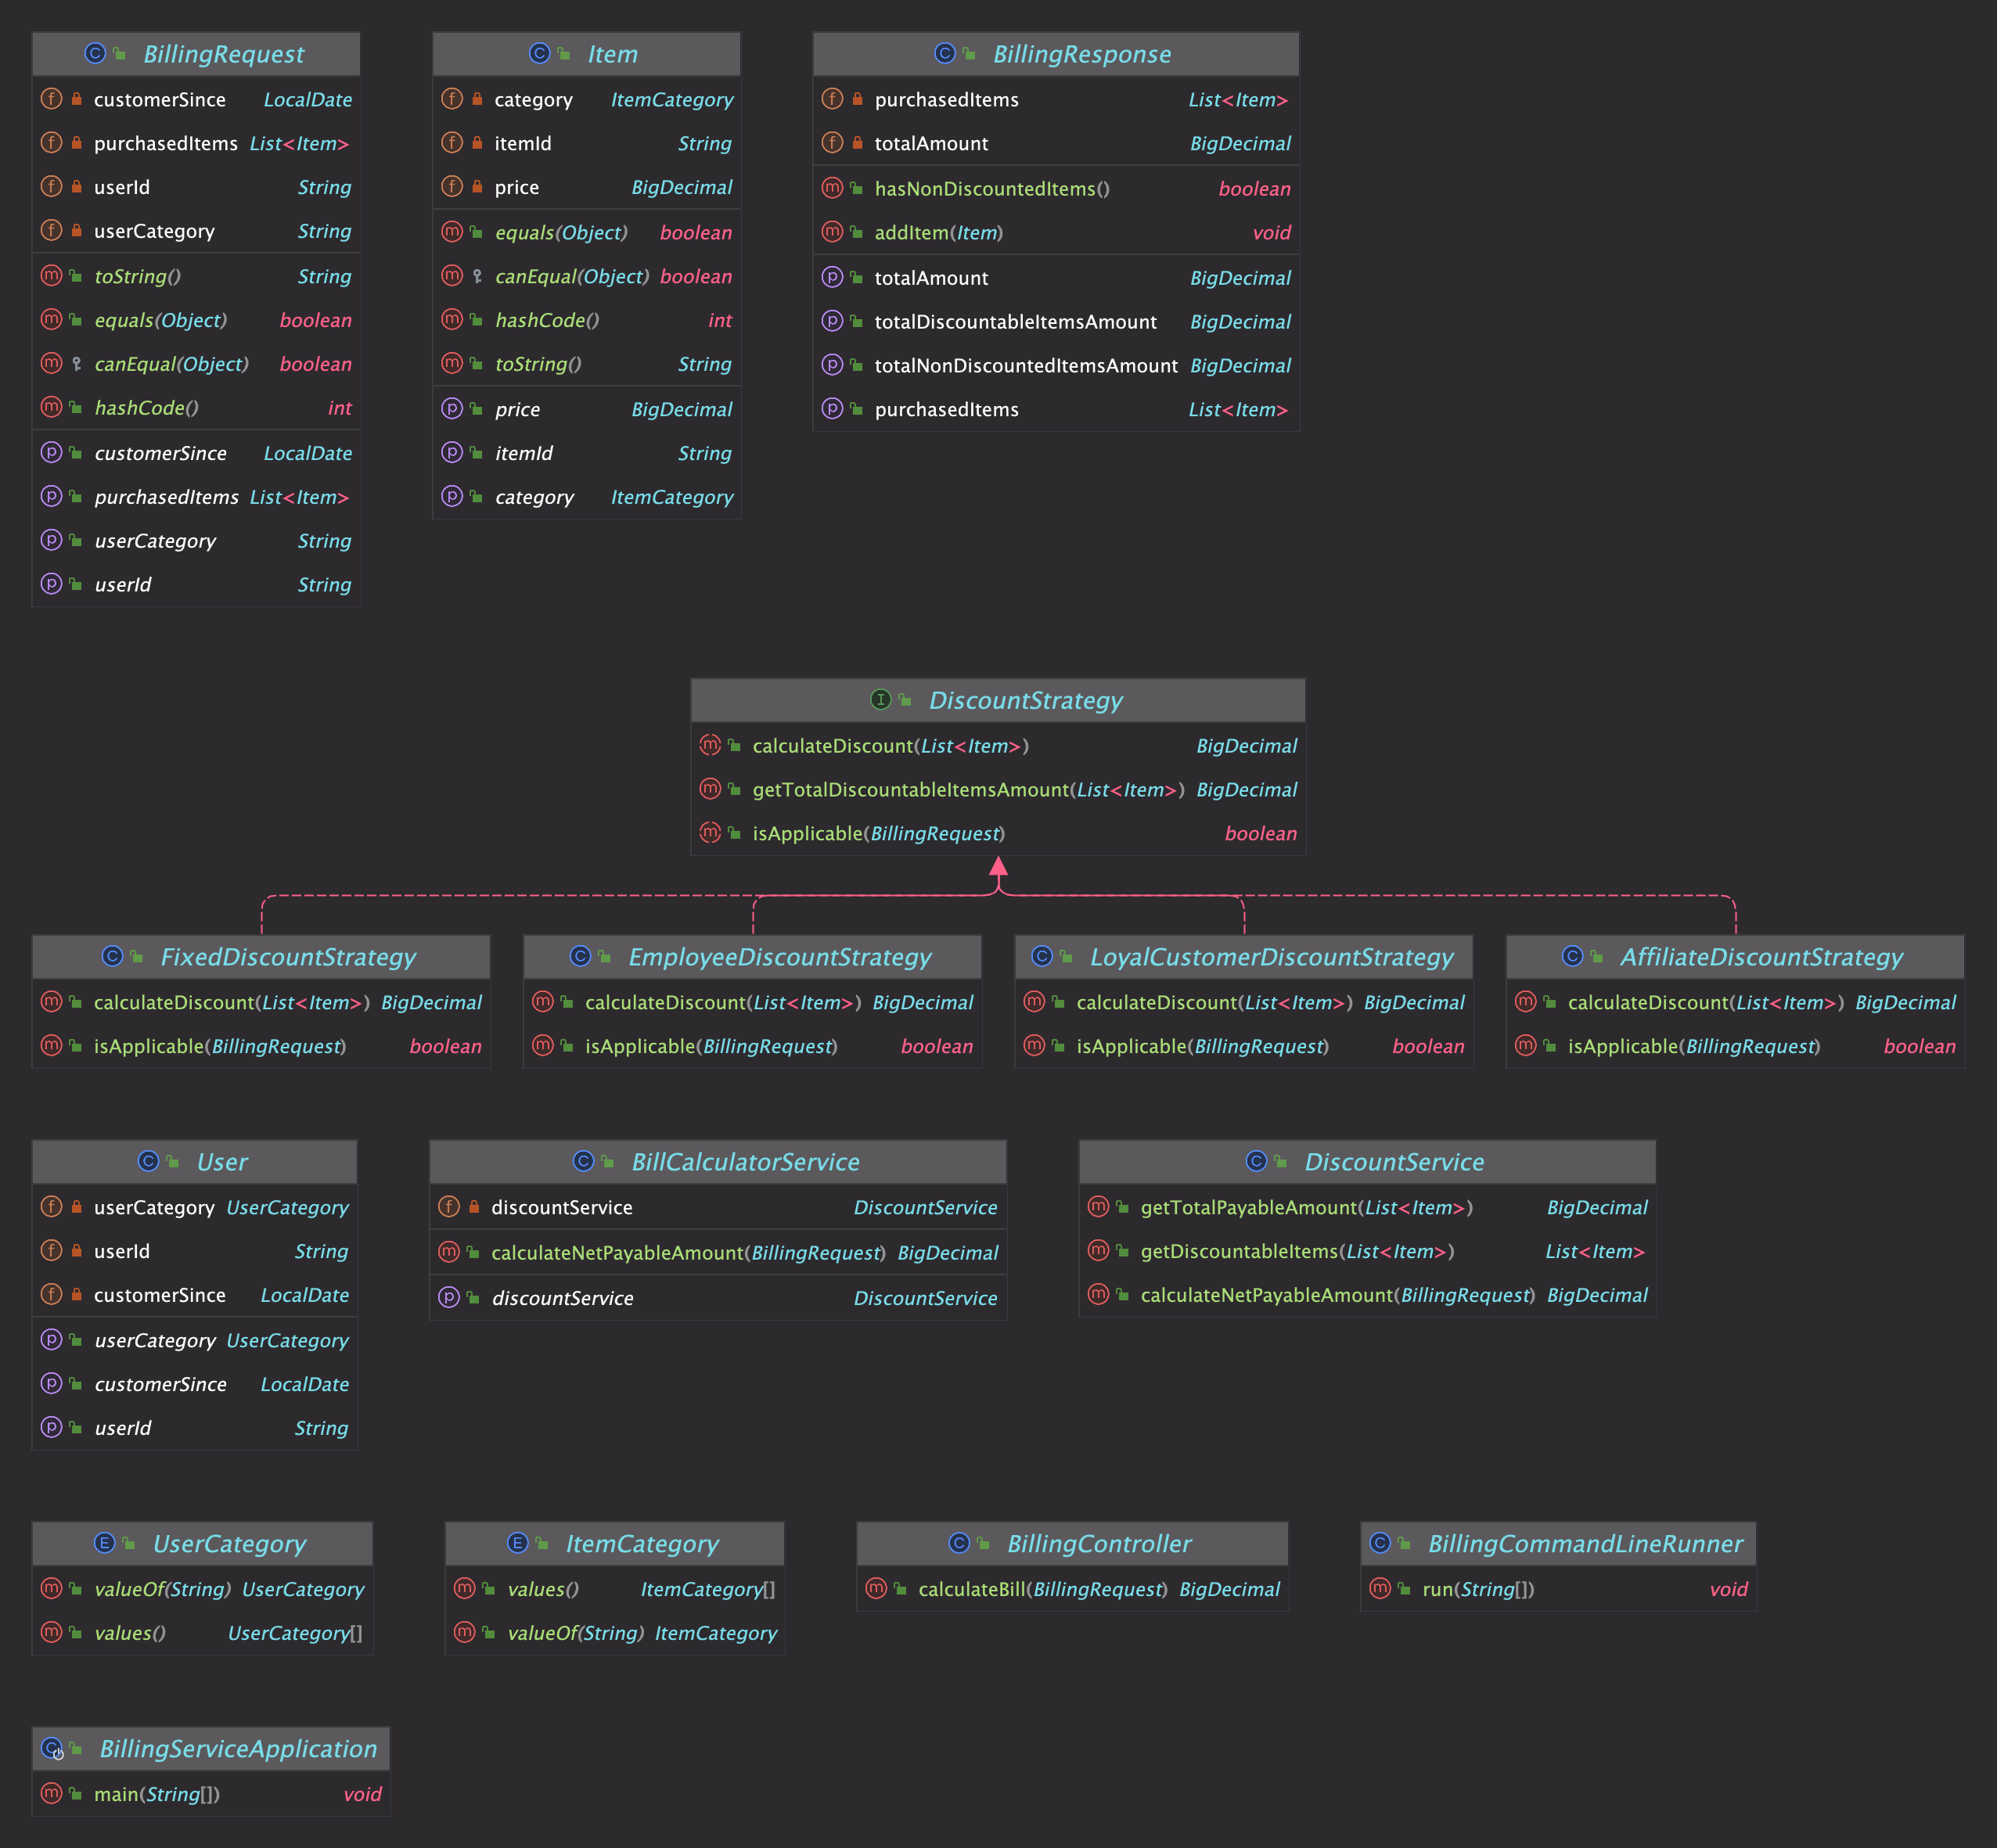 BillingRequest
customerSince LocalDate
purchasedItems List<Item>
userId String
userCategory String
toString() String
equals(Object) boolean
canEqual(Object) boolean
hashCode() int
customerSince LocalDate
purchasedItems List<Item>
userCategory String
userId String
Item
category ItemCategory
itemId String
price BigDecimal
equals(Object) boolean
canEqual(Object) boolean
hashCode() int
toString() String
price BigDecimal
itemId String
category ItemCategory
BillingResponse
purchasedItems List<Item>
totalAmount BigDecimal
hasNonDiscountedItems() boolean
addItem(Item) void
totalAmount BigDecimal
totalDiscountableItemsAmount BigDecimal
totalNonDiscountedItemsAmount BigDecimal
purchasedItems List<Item>
DiscountStrategy
calculateDiscount(List<Item>) BigDecimal
getTotalDiscountableItemsAmount(List<Item>) BigDecimal
isApplicable(BillingRequest) boolean
FixedDiscountStrategy
calculateDiscount(List<Item>) BigDecimal
isApplicable(BillingRequest) boolean
EmployeeDiscountStrategy
calculateDiscount(List<Item>) BigDecimal
isApplicable(BillingRequest) boolean
LoyalCustomerDiscountStrategy
calculateDiscount(List<Item>) BigDecimal
isApplicable(BillingRequest) boolean
AffiliateDiscountStrategy
calculateDiscount(List<Item>) BigDecimal
isApplicable(BillingRequest) boolean
User
userCategory UserCategory
userId String
customerSince LocalDate
userCategory UserCategory
customerSince LocalDate
userId String
BillCalculatorService
discountService DiscountService
calculateNetPayableAmount(BillingRequest) BigDecimal
discountService DiscountService
DiscountService
getTotalPayableAmount(List<Item>) BigDecimal
getDiscountableItems(List<Item>) List<Item>
calculateNetPayableAmount(BillingRequest) BigDecimal
UserCategory
valueOf(String) UserCategory
values() UserCategory[]
ItemCategory
values() ItemCategory[]
valueOf(String) ItemCategory
BillingController
calculateBill(BillingRequest) BigDecimal
BillingCommandLineRunner
run(String[]) void
BillingServiceApplication
main(String[]) void